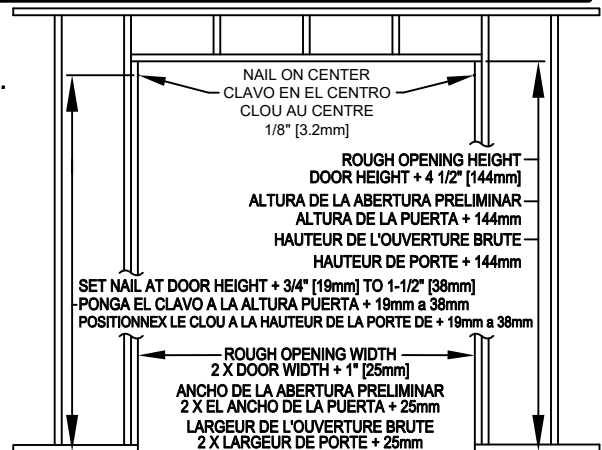 NAIL ON CENTER
CLAVO EN EL CENTRO
CLOU AU CENTRE
1/8" [3.2mm]
ROUGH OPENING HEIGHT
DOOR HEIGHT + 4 1/2" [144mm]
ALTURA DE LA ABERTURA PRELIMINAR
ALTURA DE LA PUERTA + 144mm
HAUTEUR DE L'OUVERTURE BRUTE
HAUTEUR DE PORTE + 144mm
SET NAIL AT DOOR HEIGHT + 3/4" [19mm] TO 1-1/2" [38mm]
PONGA EL CLAVO A LA ALTURA PUERTA + 19mm a 38mm
POSITIONNEX LE CLOU A LA HAUTEUR DE LA PORTE DE + 19mm a 38mm
ROUGH OPENING WIDTH
2 X DOOR WIDTH + 1" [25mm]
ANCHO DE LA ABERTURA PRELIMINAR
2 X EL ANCHO DE LA PUERTA + 25mm
LARGEUR DE L'OUVERTURE BRUTE
2 X LARGEUR DE PORTE + 25mm